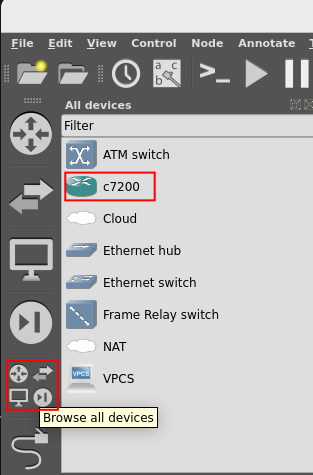 File Edit View Control Node Annotate
a c
b
All devices
Filter
ATM switch
c7200
Cloud
Ethernet hub
Ethernet switch
Frame Relay switch
NAT
VPCS
VPCS
Browse all devices